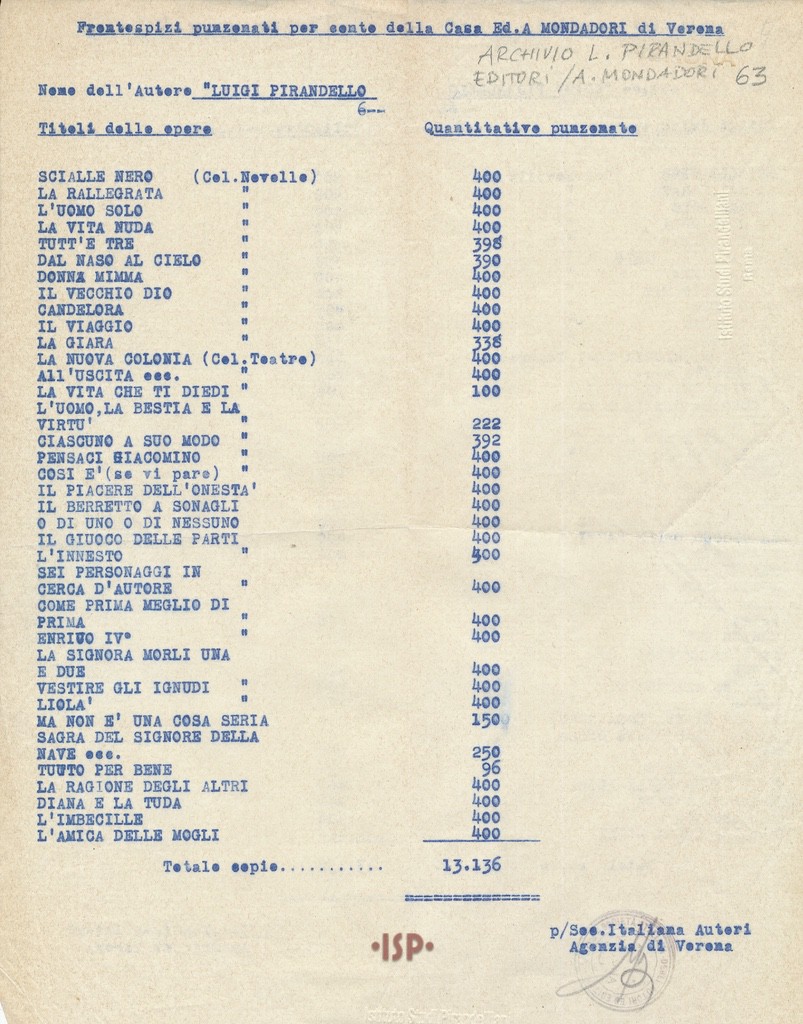 Frontespizi punzonati per conto della Casa Ed.A MONDADORI di Verona
ARCHIVIO L. PIRANDELLO
EDITORI/A. MONDADORI 63
Nome dell'Autore "LUIGI PIRANDELLO
6---
Titoli delle opere Quantitativo punzonato
SCIALLE NERO (Col.Novelle) 400
LA RALLEGRATA " 400
L'UOMO SOLO " 400
LA VITA NUDA " 400
TUTT'E TRE " 398
DAL NASO AL CIELO " 390
DONNA MIMMA " 400
IL VECCHIO DIO " 400
CANDELORA " 400
IL VIAGGIO " 400
LA GIARA " 338
LA NUOVA COLONIA (Col.Teatro) 400
All'USCITA ecc. " 400
LA VITA CHE TI DIEDI " 100
L'UOMO,LA BESTIA E LA
VIRTU' " 222
CIASCUNO A SUO MODO " 392
PENSACI GIACOMINO " 400
COSI E'(se vi pare) " 400
IL PIACERE DELL'ONESTA' 400
IL BERRETTO A SONAGLI 400
O DI UNO O DI NESSUNO 400
IL GIUOCO DELLE PARTI 400
L'INNESTO " 400
SEI PERSONAGGI IN
CERCA D'AUTORE " 400
COME PRIMA MEGLIO DI
PRIMA " 400
ENRICO IV° " 400
LA SIGNORA MORLI UNA
E DUE 400
VESTIRE GLI IGNUDI " 400
LIOLA' " 400
MA NON E' UNA COSA SERIA 150
SAGRA DEL SIGNORE DELLA
NAVE ecc. 250
TUTTO PER BENE 96
LA RAGIONE DEGLI ALTRI 400
DIANA E LA TUDA 400
L'IMBECILLE 400
L'AMICA DELLE MOGLI 400
Totale copie........... 13.136
p/Soc.Italiana Autori
Agenzia di Verona
•ISP•
Istituto Studi Pirandelliani
Roma
Istituto Studi Pirandellian